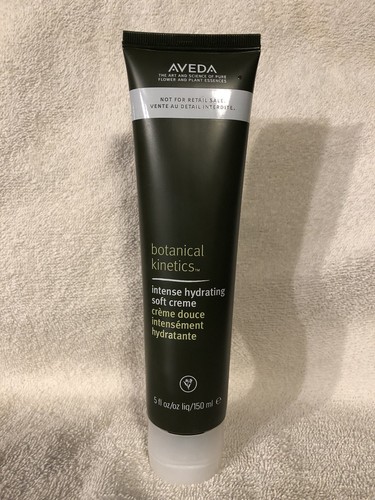 AVEDA
THE ART AND SCIENCE OF PURE
FLOWER AND PLANT ESSENCES
NOT FOR RETAIL SALE.
VENTE AU DETAIL INTERDITE.
botanical
kinetics™
intense hydrating
soft creme
crème douce
intensément
hydratante
5 fl oz/oz liq/150 ml e